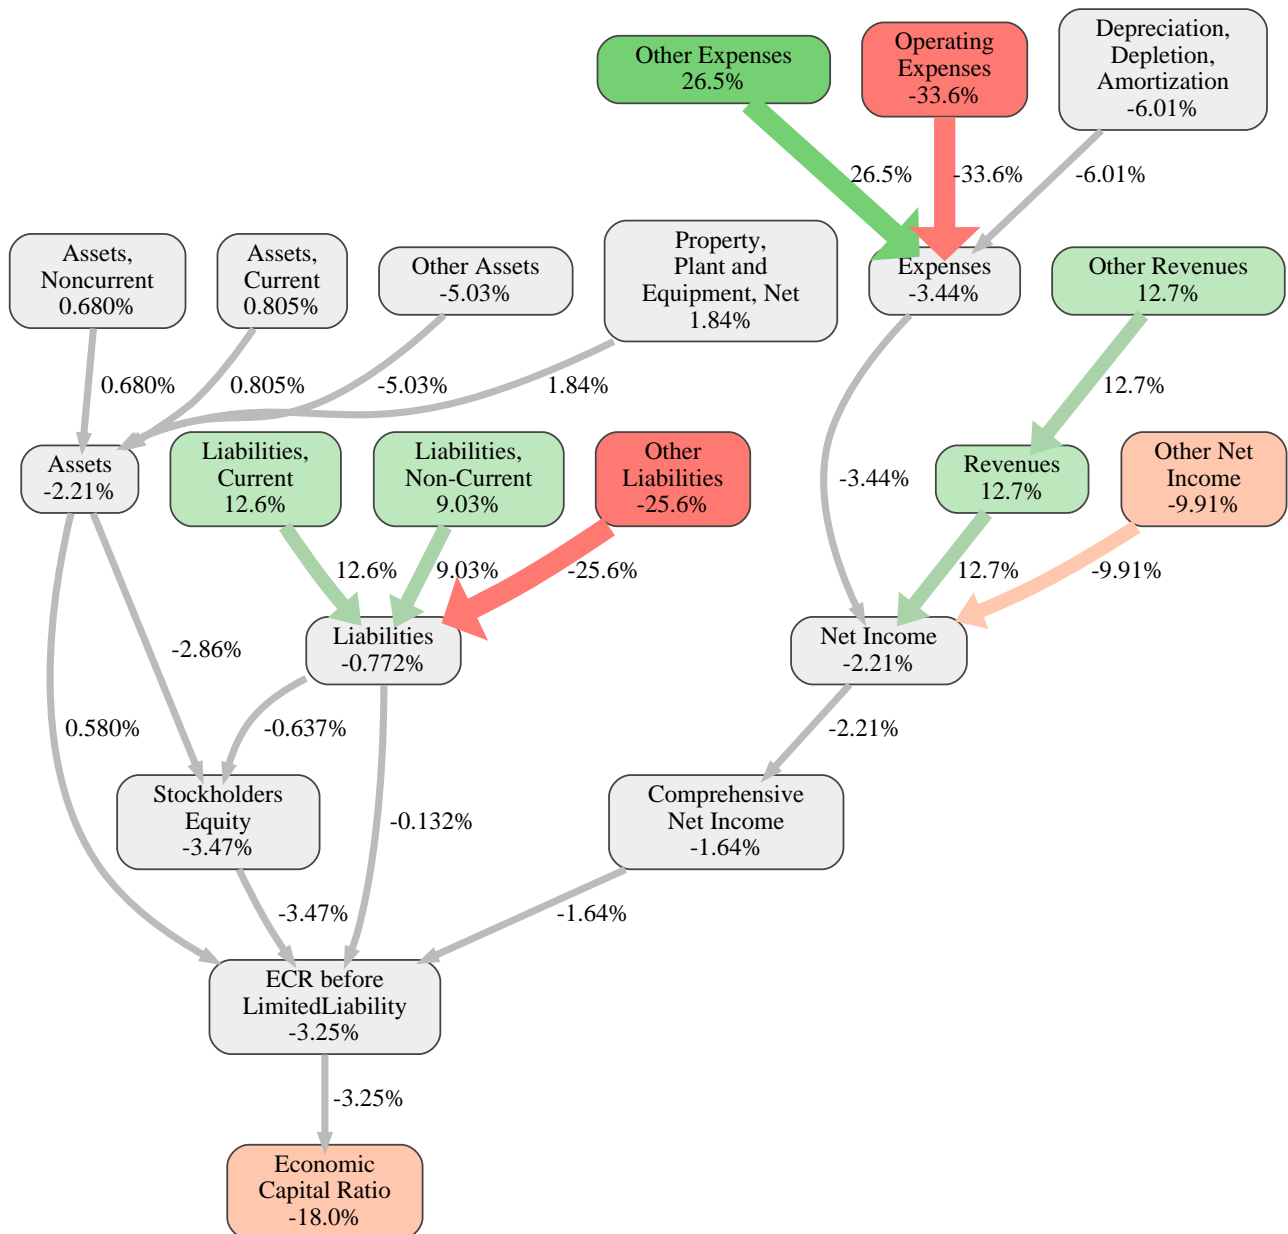 Other Expenses
26.5%
Operating
Expenses
-33.6%
Depreciation,
Depletion,
Amortization
-6.01%
26.5%
-33.6%
-6.01%
Assets,
Noncurrent
0.680%
Assets,
Current
0.805%
Other Assets
-5.03%
Property,
Plant and
Equipment, Net
1.84%
Expenses
-3.44%
Other Revenues
12.7%
0.680%
0.805%
-5.03%
1.84%
12.7%
Assets
-2.21%
Liabilities,
Current
12.6%
Liabilities,
Non-Current
9.03%
Other
Liabilities
-25.6%
-3.44%
Revenues
12.7%
Other Net
Income
-9.91%
12.6%
9.03%
-25.6%
12.7%
-9.91%
-2.86%
Liabilities
-0.772%
Net Income
-2.21%
0.580%
-0.637%
-2.21%
Stockholders
Equity
-3.47%
-0.132%
Comprehensive
Net Income
-1.64%
-3.47%
-1.64%
ECR before
LimitedLiability
-3.25%
-3.25%
Economic
Capital Ratio
-18.0%